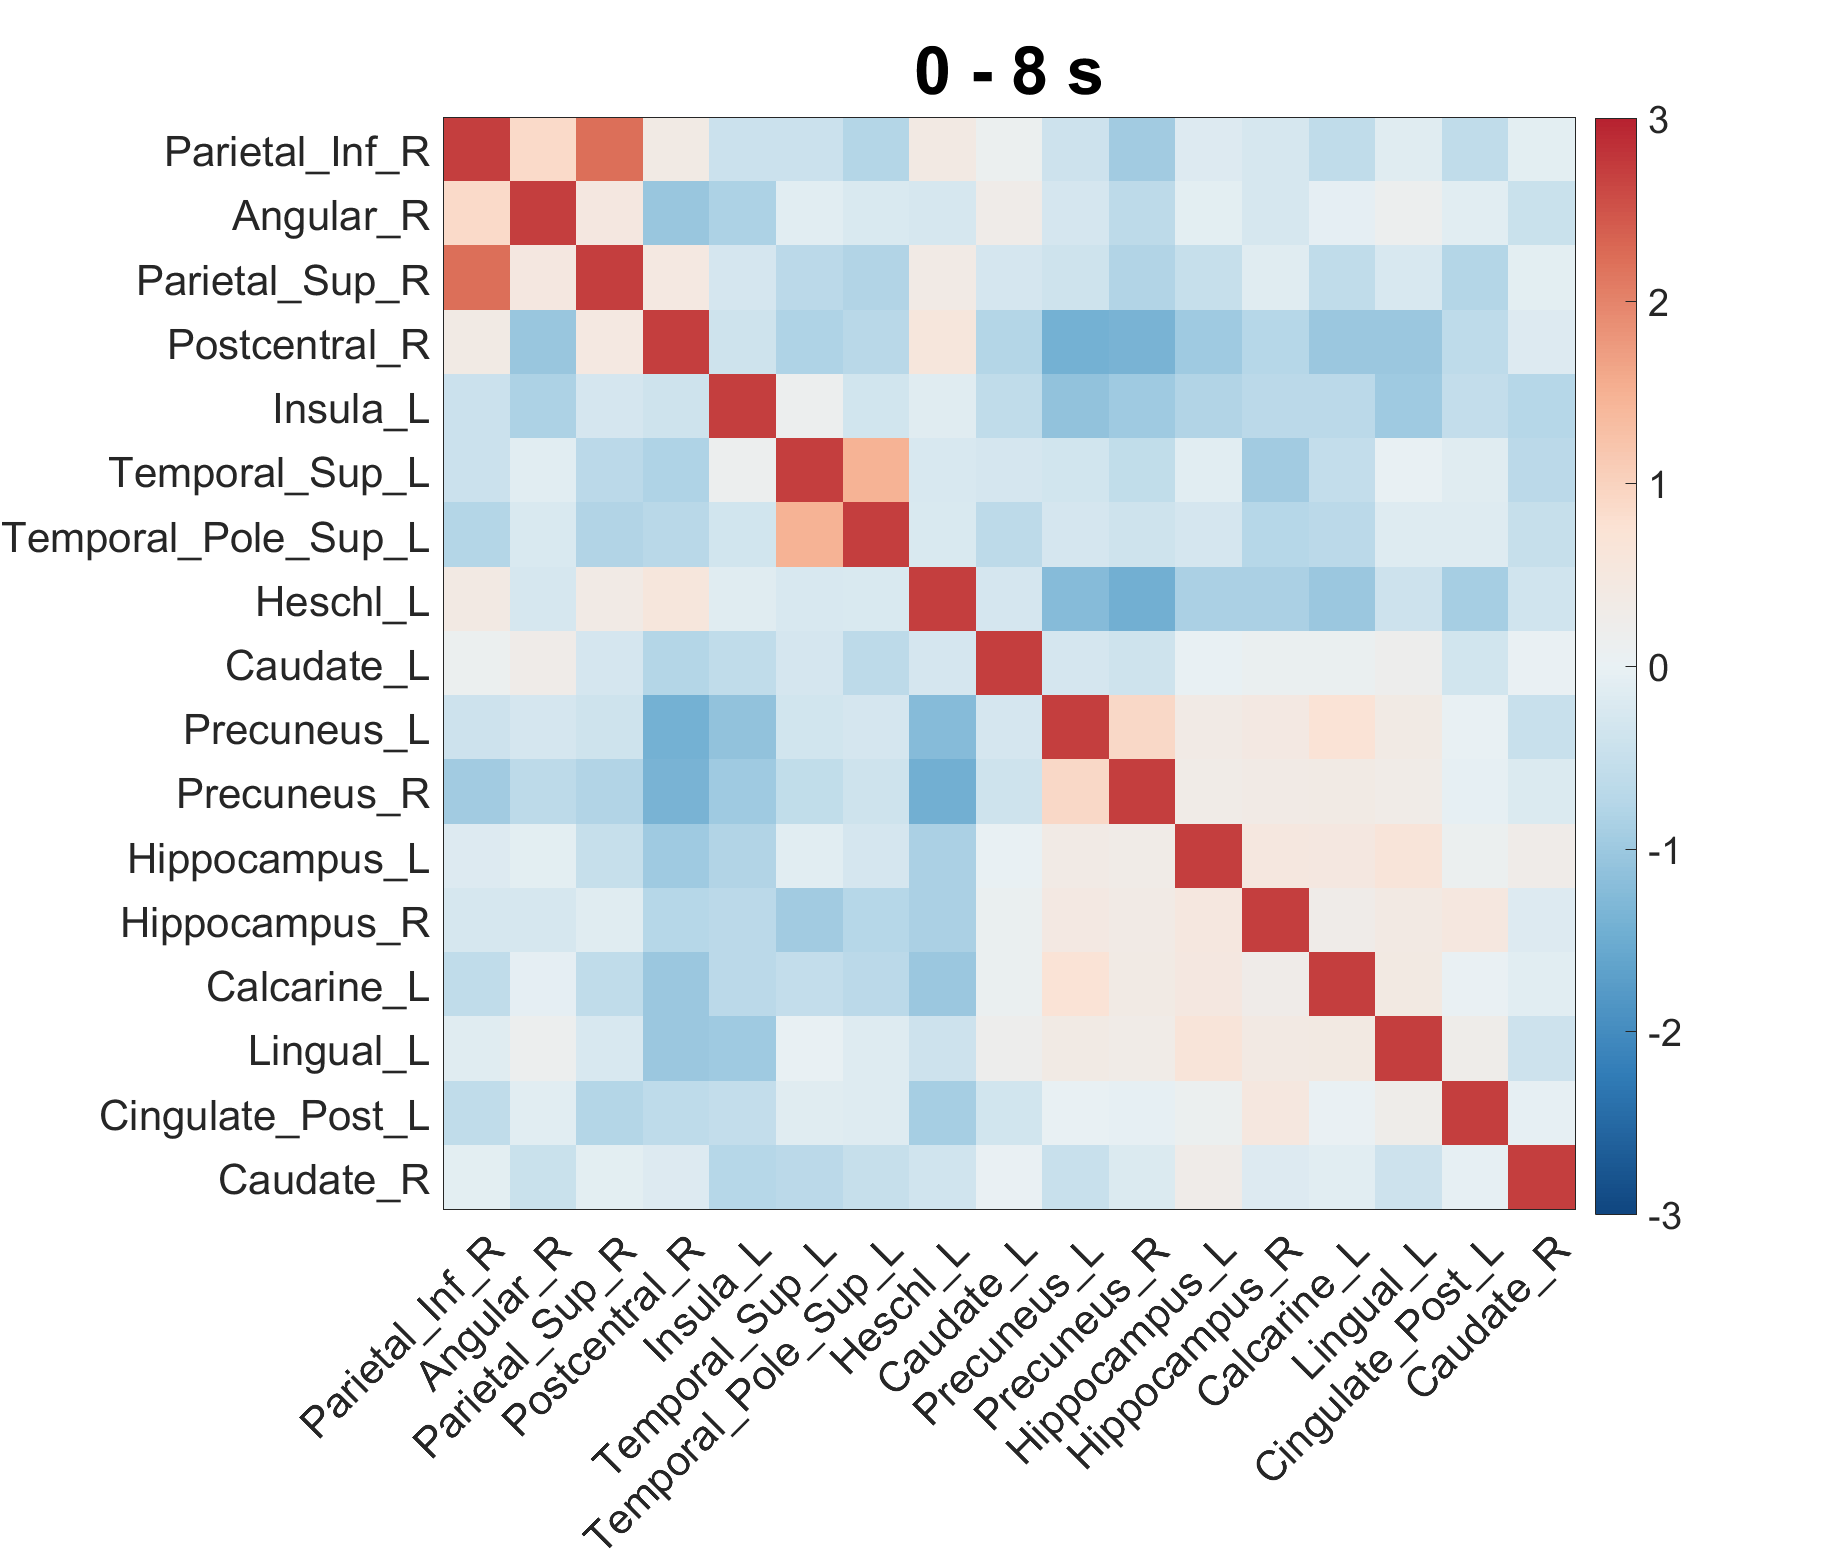 0 - 8 s
Parietal_Inf_R
Angular_R
Parietal_Sup_R
Postcentral_R
Insula_L
Temporal_Sup_L
Temporal_Pole_Sup_L
Heschl_L
Caudate_L
Precuneus_L
Precuneus_R
Hippocampus_L
Hippocampus_R
Calcarine_L
Lingual_L
Cingulate_Post_L
Caudate_R
3
2
1
0
-1
-2
-3
Parietal_Inf_R
Angular_R
Parietal_Sup_R
Postcentral_R
Insula_L
Temporal_Sup_L
Temporal_Pole_Sup_L
Heschl_L
Caudate_L
Precuneus_L
Precuneus_R
Hippocampus_L
Hippocampus_R
Calcarine_L
Lingual_L
Cingulate_Post_L
Caudate_R